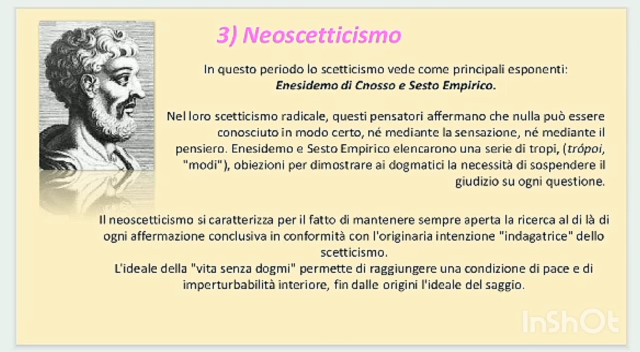 3) Neoscetticismo
In questo periodo lo scetticismo vede come principali esponenti:
Enesidemo di Cnosso e Sesto Empirico.
Nel loro scetticismo radicale, questi pensatori affermano che nulla può essere
conosciuto in modo certo, né mediante la sensazione, né mediante il
pensiero. Enesidemo e Sesto Empirico elencarono una serie di tropi, (trópoi,
"modi"), obiezioni per dimostrare ai dogmatici la necessità di sospendere il
giudizio su ogni questione.
Il neoscetticismo si caratterizza per il fatto di mantenere sempre aperta la ricerca al di là di
ogni affermazione conclusiva in conformità con l'originaria intenzione "indagatrice" dello
scetticismo.
L'ideale della "vita senza dogmi" permette di raggiungere una condizione di pace e di
imperturbabilità interiore, fin dalle origini l'ideale del saggio.
InShOt